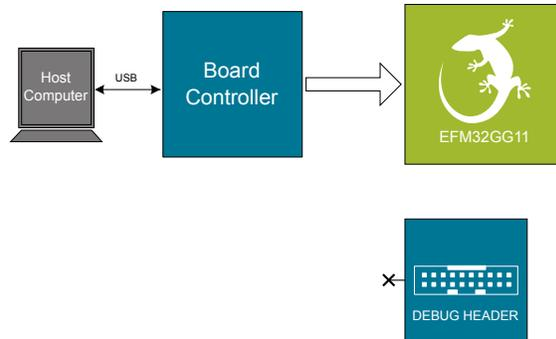 Host
Computer
USB
Board
Controller
EFM32GG11
DEBUG HEADER